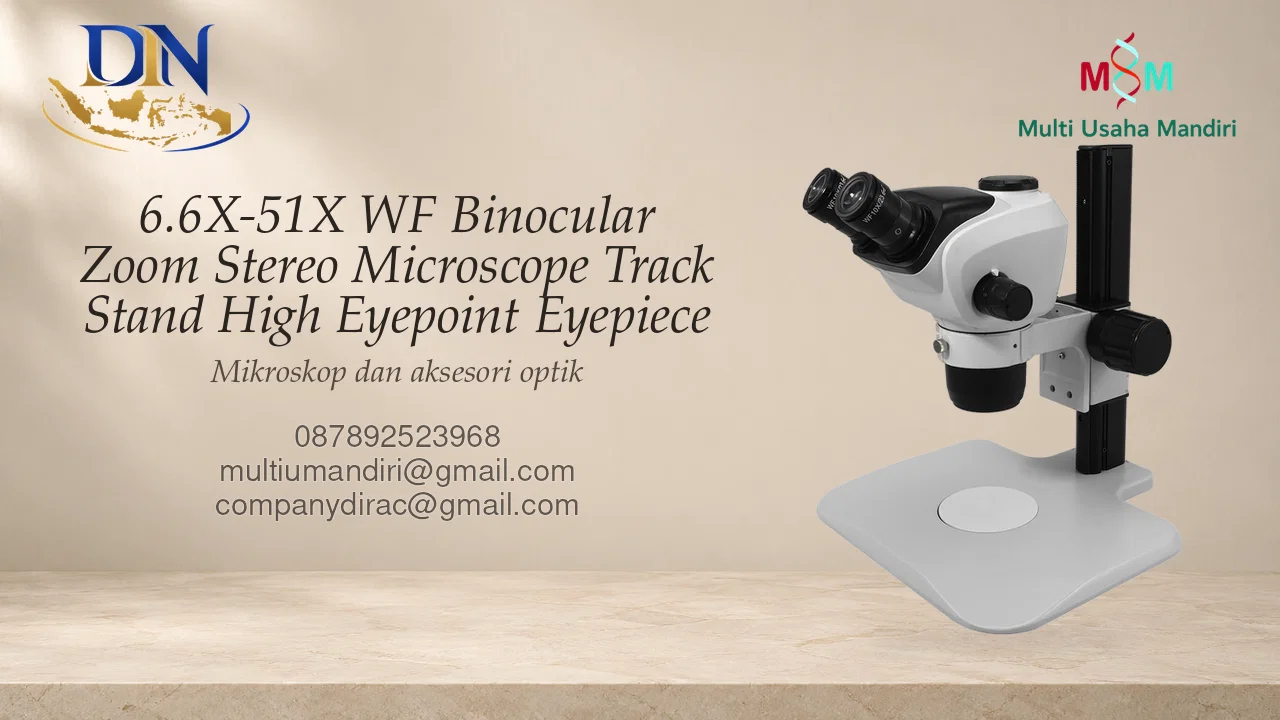 DN
M M
Multi Usaha Mandiri
6.6X-51X WF Binocular
Zoom Stereo Microscope Track
Stand High Eyepoint Eyepiece
Mikroskop dan aksesori optik
087892523968
multiumandiri@gmail.com
companydirac@gmail.com